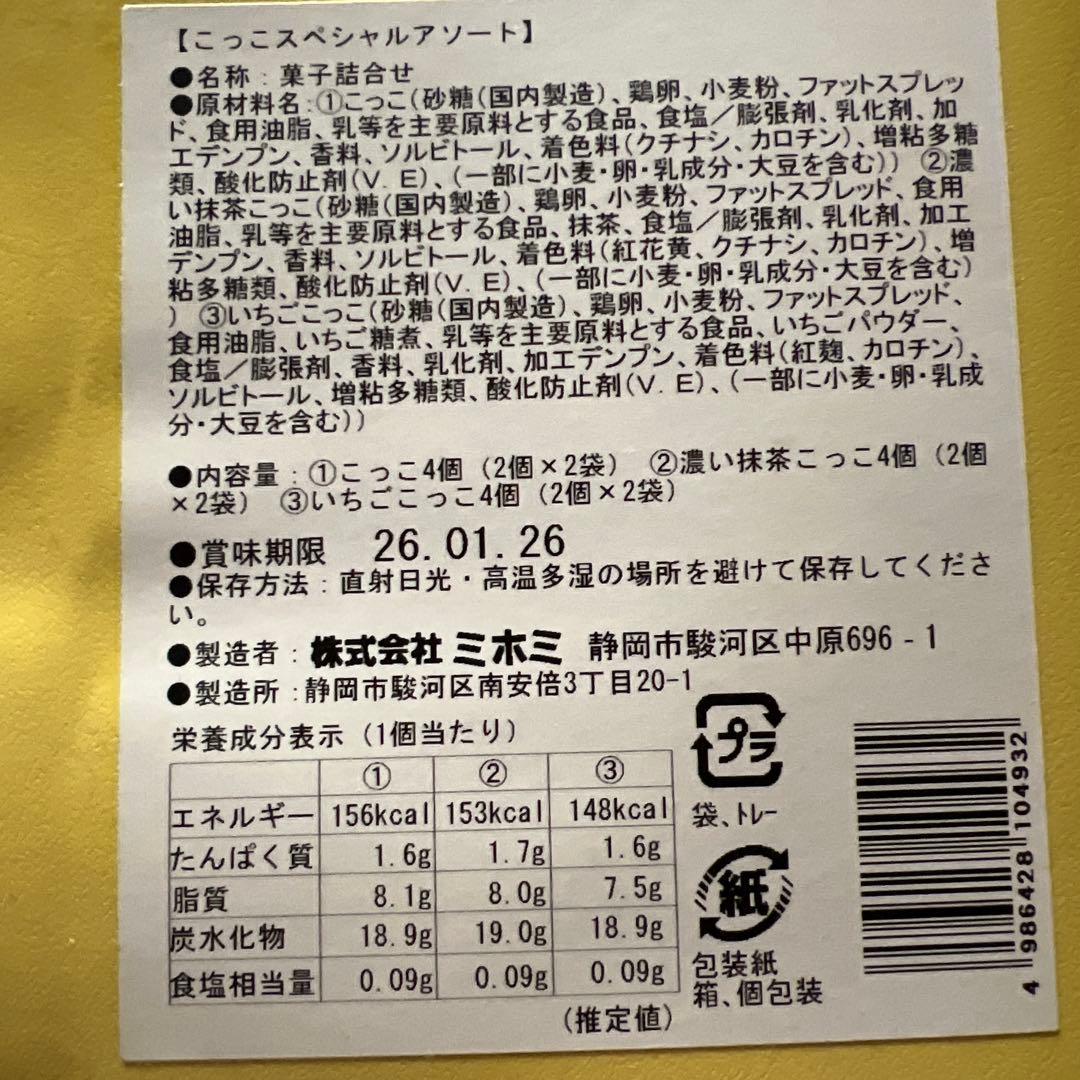 【こっこスペシャルアソート】
●名称：菓子詰合せ
●原材料名：①こっこ（砂糖（国内製造）、鶏卵、小麦粉、ファットスプレッ
ド、食用油脂、乳等を主要原料とする食品、食塩／膨張剤、乳化剤、加
工デンプン、香料、ソルビトール、着色料（クチナシ、カロチン）、増粘多糖
類、酸化防止剤（V. E）、（一部に小麦・卵・乳成分・大豆を含む）） ②濃
い抹茶こっこ（砂糖（国内製造）、鶏卵、小麦粉、ファットスプレッド、食用
油脂、乳等を主要原料とする食品、抹茶、食塩／膨張剤、乳化剤、加工
デンプン、香料、ソルビトール、着色料（紅花黄、クチナシ、カロチン）、増
粘多糖類、酸化防止剤（V. E）、（一部に小麦・卵・乳成分・大豆を含む）
） ③いちごこっこ（砂糖（国内製造）、鶏卵、小麦粉、ファットスプレッド、
食用油脂、いちご糖煮、乳等を主要原料とする食品、いちごパウダー、
食塩／膨張剤、香料、乳化剤、加工デンプン、着色料（紅麹、カロチン）、
ソルビトール、増粘多糖類、酸化防止剤（V. E）、（一部に小麦・卵・乳成
分・大豆を含む））
●内容量：①こっこ4個（2個×2袋） ②濃い抹茶こっこ4個（2個
×2袋） ③いちごこっこ4個（2個×2袋）
●賞味期限 26.01.26
●保存方法：直射日光・高温多湿の場所を避けて保存してくださ
い。
●製造者：株式会社 ミホミ 静岡市駿河区中原696-1
●製造所：静岡市駿河区南安倍3丁目20-1
栄養成分表示（1個当たり）
① ② ③
エネルギー 156kcal 153kcal 148kcal
たんぱく質 1.6g 1.7g 1.6g
脂質 8.1g 8.0g 7.5g
炭水化物 18.9g 19.0g 18.9g
食塩相当量 0.09g 0.09g 0.09g
（推定値）
プラ
袋、トレー
紙
包装紙
箱、個包装
4 986428 104932